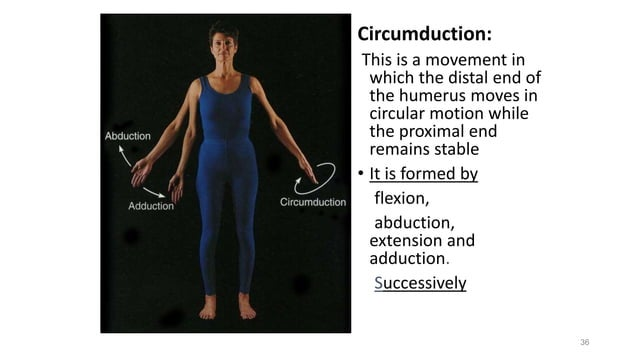 Circumduction:
This is a movement in
which the distal end of
the humerus moves in
circular motion while
the proximal end
remains stable
• It is formed by
flexion,
abduction,
extension and
adduction.
Successively
Abduction
Adduction
Circumduction
36